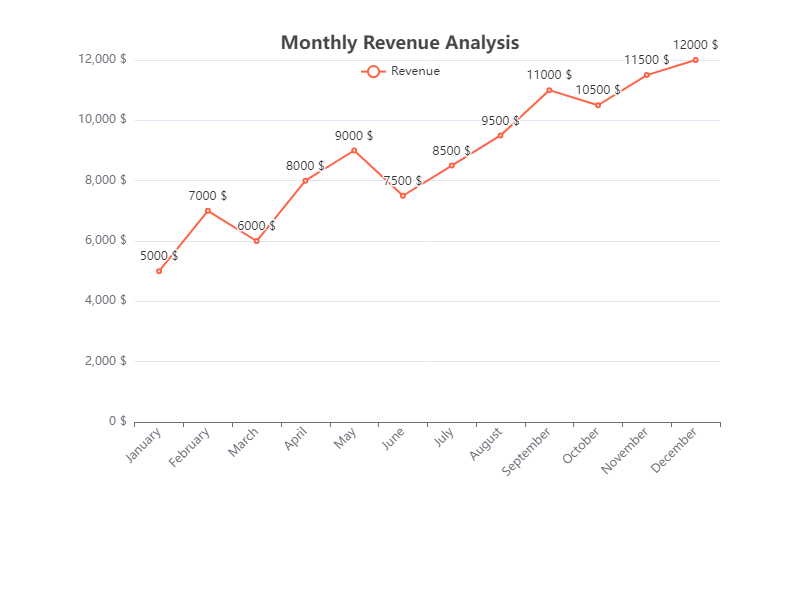 Monthly Revenue Analysis
Revenue
12,000 $
10,000 $
8,000 $
6,000 $
4,000 $
2,000 $
0 $
5000 $
7000 $
6000 $
8000 $
9000 $
7500 $
8500 $
9500 $
11000 $
10500 $
11500 $
12000 $
January
February
March
April
May
June
July
August
September
October
November
December